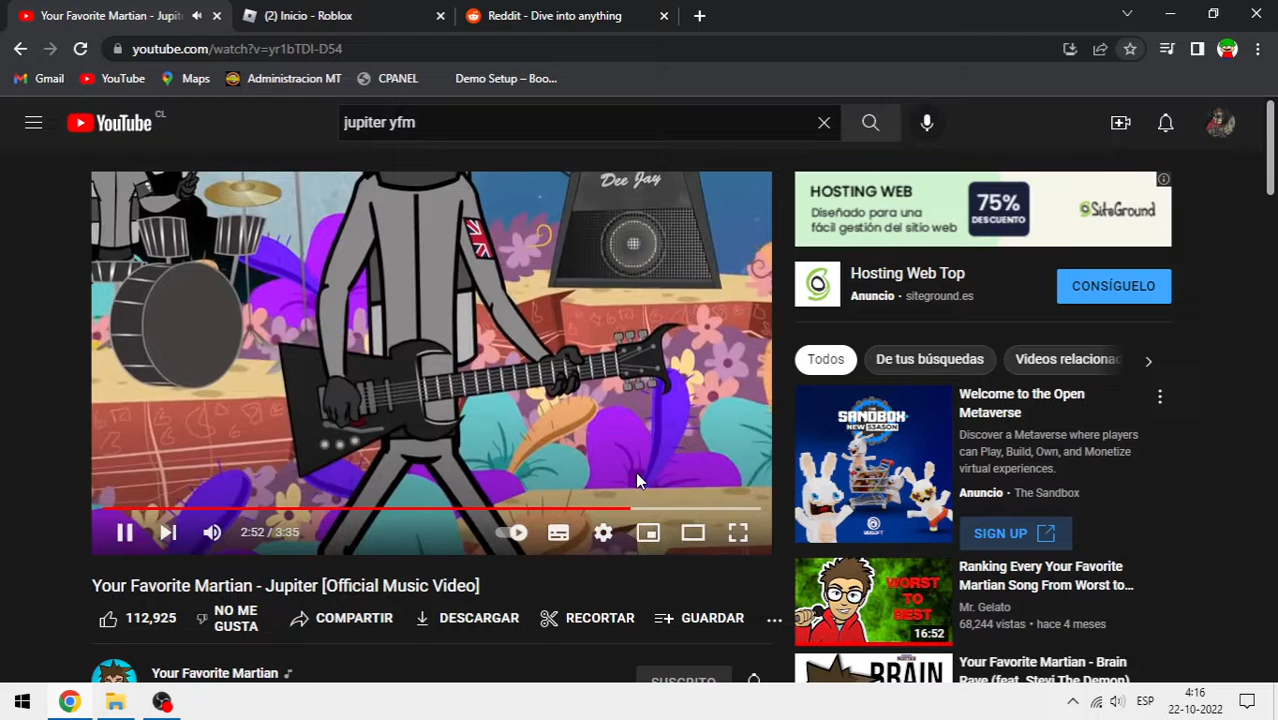 Your Favorite Martian - Jupit
(2) Inicio - Roblox
Reddit - Dive into anything
youtube.com/watch?v=yr1bTDI-D54
Gmail
YouTube
Maps
Administracion MT
CPANEL
Demo Setup – Boo...
YouTube CL
jupiter yfm
Dee Jay
2:52 / 3:35
HOSTING WEB
Diseñado para una
fácil gestión del sitio web
75%
DESCUENTO
SiteGround
Hosting Web Top
Anuncio · siteground.es
CONSÍGUELO
Todos
De tus búsquedas
Videos relacionad
THE
SANDBOX
NEW SEASON
UBISOFT
Welcome to the Open
Metaverse
Discover a Metaverse where players
can Play, Build, Own, and Monetize
virtual experiences.
Anuncio · The Sandbox
SIGN UP
WORST
TO
BEST
16:52
Ranking Every Your Favorite
Martian Song From Worst to...
Mr. Gelato
68,244 vistas · hace 4 meses
BRAIN
Your Favorite Martian - Brain
Rave (feat. Stevi The Demon)
Your Favorite Martian - Jupiter [Official Music Video]
112,925
NO ME
GUSTA
COMPARTIR
DESCARGAR
RECORTAR
GUARDAR
Your Favorite Martian
SUSCRITO
ESP
4:16
22-10-2022